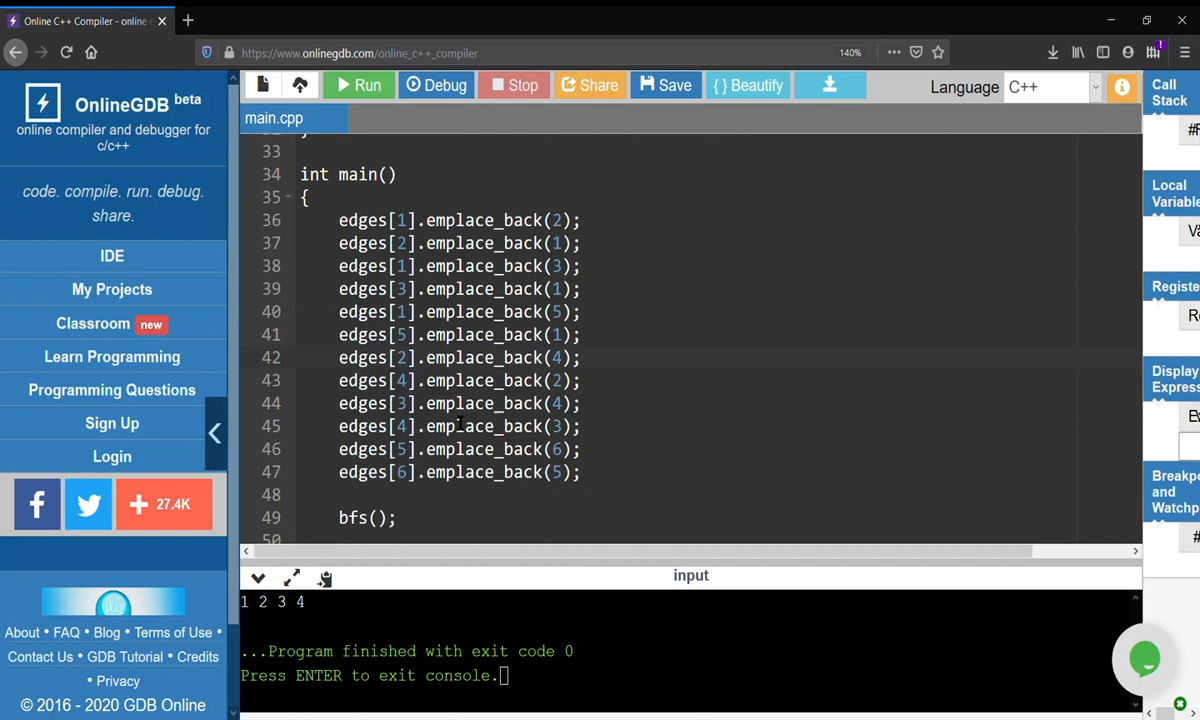 Online C++ Compiler - online
https://www.onlinegdb.com/online_c++_compiler
140%
OnlineGDB beta
online compiler and debugger for
c/c++
code. compile. run. debug.
share.
IDE
My Projects
Classroom new
Learn Programming
Programming Questions
Sign Up
Login
+ 27.4K
About • FAQ • Blog • Terms of Use •
Contact Us • GDB Tutorial • Credits
• Privacy
© 2016 - 2020 GDB Online
Run
Debug
Stop
Share
Save
{ } Beautify
Language C++
main.cpp
33
34 int main()
35 {
36 edges[1].emplace_back(2);
37 edges[2].emplace_back(1);
38 edges[1].emplace_back(3);
39 edges[3].emplace_back(1);
40 edges[1].emplace_back(5);
41 edges[5].emplace_back(1);
42 edges[2].emplace_back(4);
43 edges[4].emplace_back(2);
44 edges[3].emplace_back(4);
45 edges[4].emplace_back(3);
46 edges[5].emplace_back(6);
47 edges[6].emplace_back(5);
48
49 bfs();
50
input
1 2 3 4
...Program finished with exit code 0
Press ENTER to exit console.
Call
Stack
Local
Variable
Registe
Display
Express
Breakpo
and
Watchp